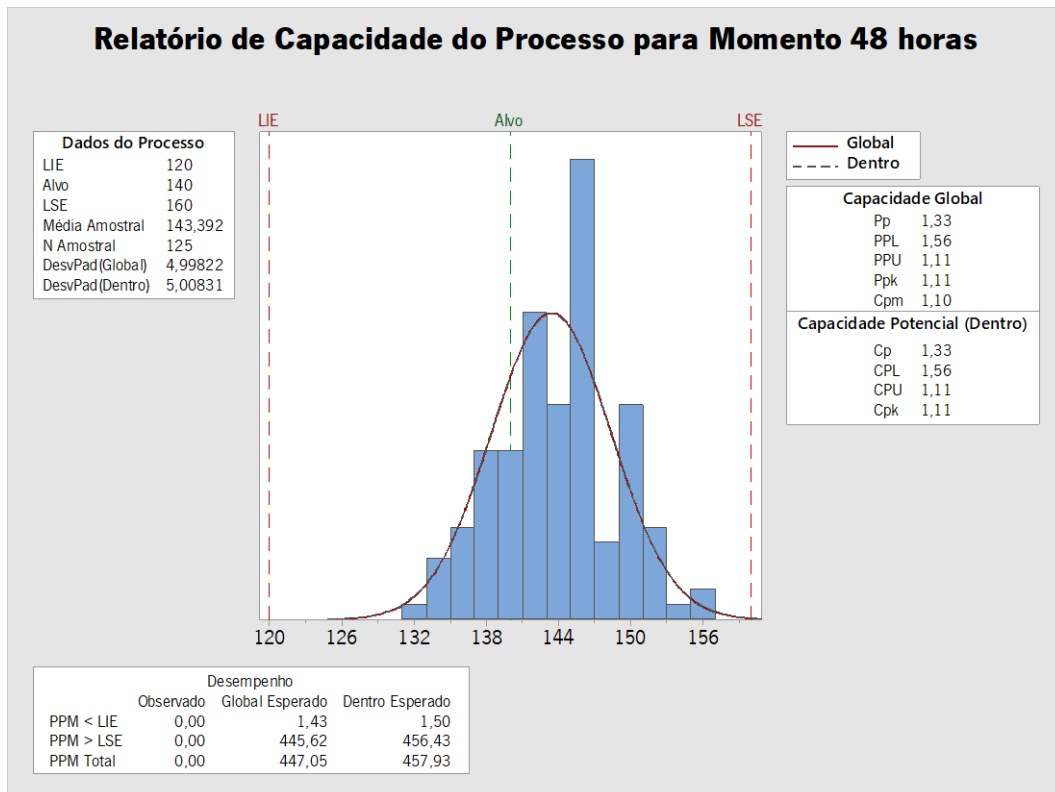 Relatório de Capacidade do Processo para Momento 48 horas
LIE Alvo LSE
Dados do Processo
LIE 120
Alvo 140
LSE 160
Média Amostral 143,392
N Amostral 125
DesvPad(Global) 4,99822
DesvPad(Dentro) 5,00831
Global
Dentro
Capacidade Global
Pp 1,33
PPL 1,56
PPU 1,11
Ppk 1,11
Cpm 1,10
Capacidade Potencial (Dentro)
Cp 1,33
CPL 1,56
CPU 1,11
Cpk 1,11
120 126 132 138 144 150 156
Desempenho
Observado Global Esperado Dentro Esperado
PPM < LIE 0,00 1,43 1,50
PPM > LSE 0,00 445,62 456,43
PPM Total 0,00 447,05 457,93